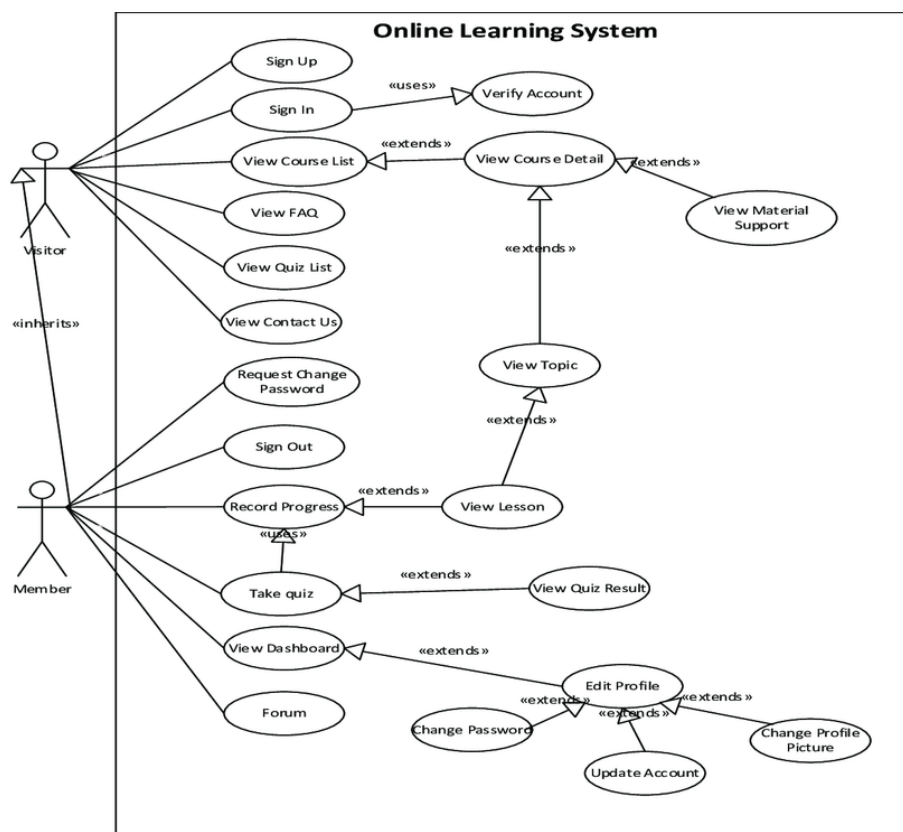 Online Learning System
Sign Up
«uses»
Verify Account
Sign In
«extends»
View Course List
View Course Detail
«extends»
View Material
Support
View FAQ
Visitor
«extends»
View Quiz List
«inherits»
View Contact Us
View Topic
Request Change
Password
«extends»
Sign Out
«extends»
Record Progress
View Lesson
«uses»
Member
Take quiz
«extends»
View Quiz Result
View Dashboard
«extends»
Edit Profile
«extends»
«extends»
«extends»
Forum
Change Password
Change Profile
Picture
Update Account